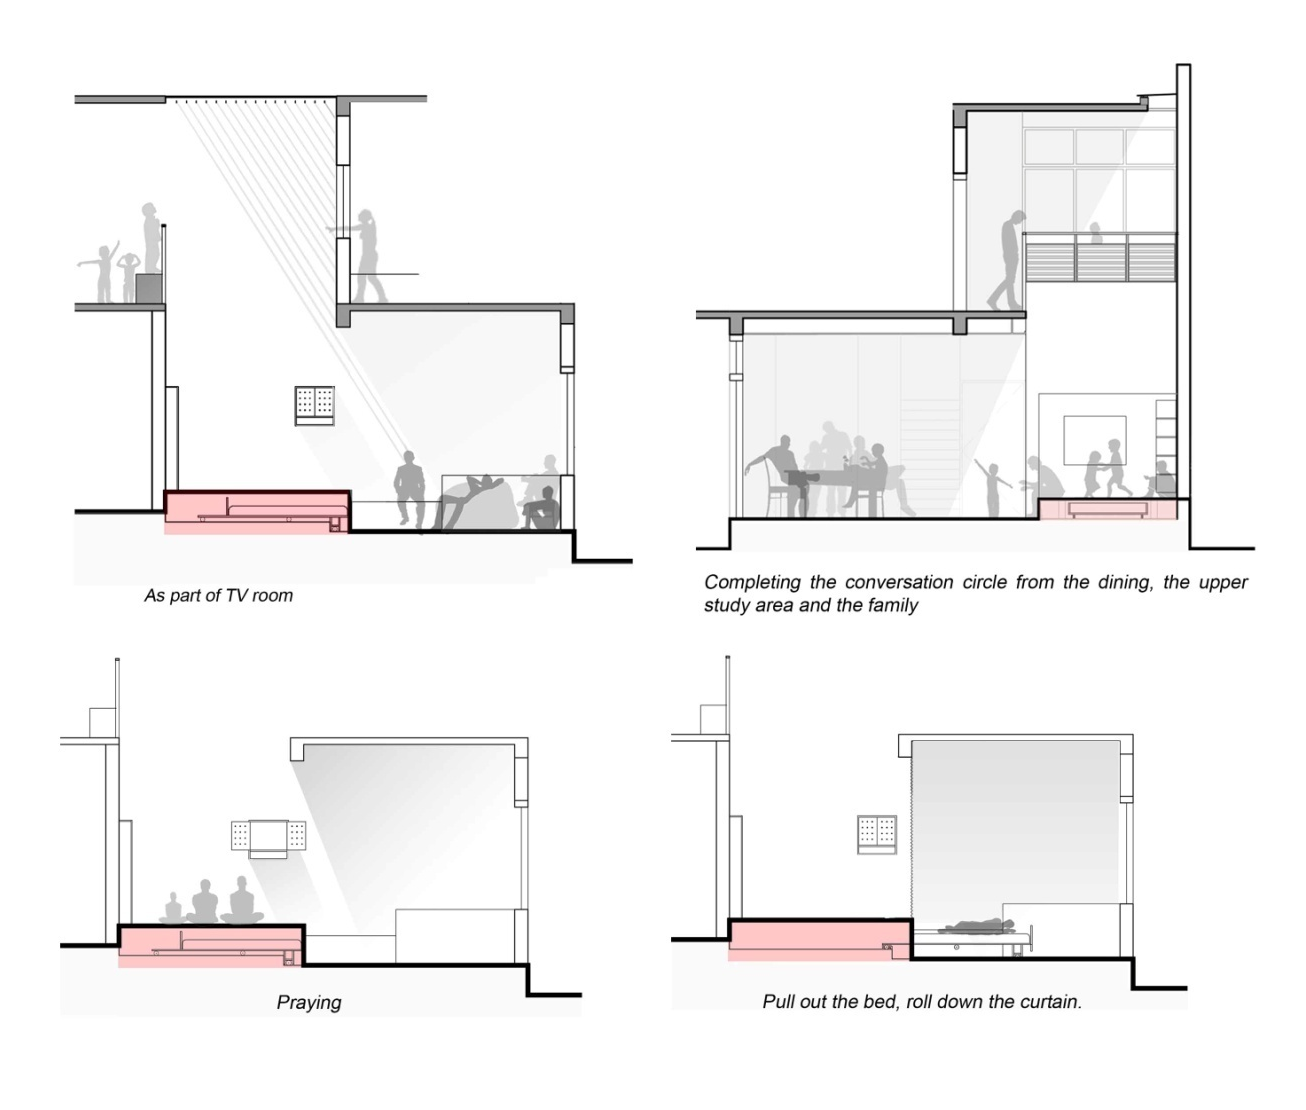 As part of TV room
Completing the conversation circle from the dining, the upper
study area and the family
Praying
Pull out the bed, roll down the curtain.